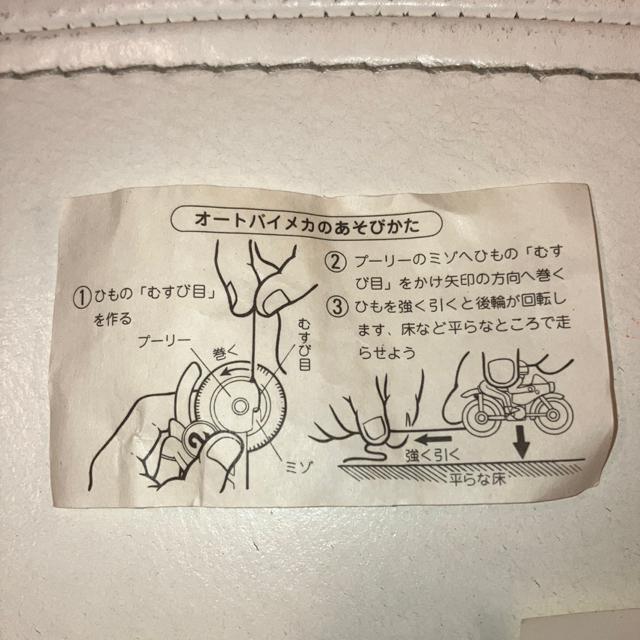 オートバイメカのあそびかた
①ひもの「むすび目」
を作る
プーリー
巻く
むすび目
ミゾ
2
②プーリーのミゾへひもの「むす
び目」をかけ矢印の方向へ巻く
③ひもを強く引くと後輪が回転し
ます、床など平らなところで走
らせよう
強く引く
平らな床